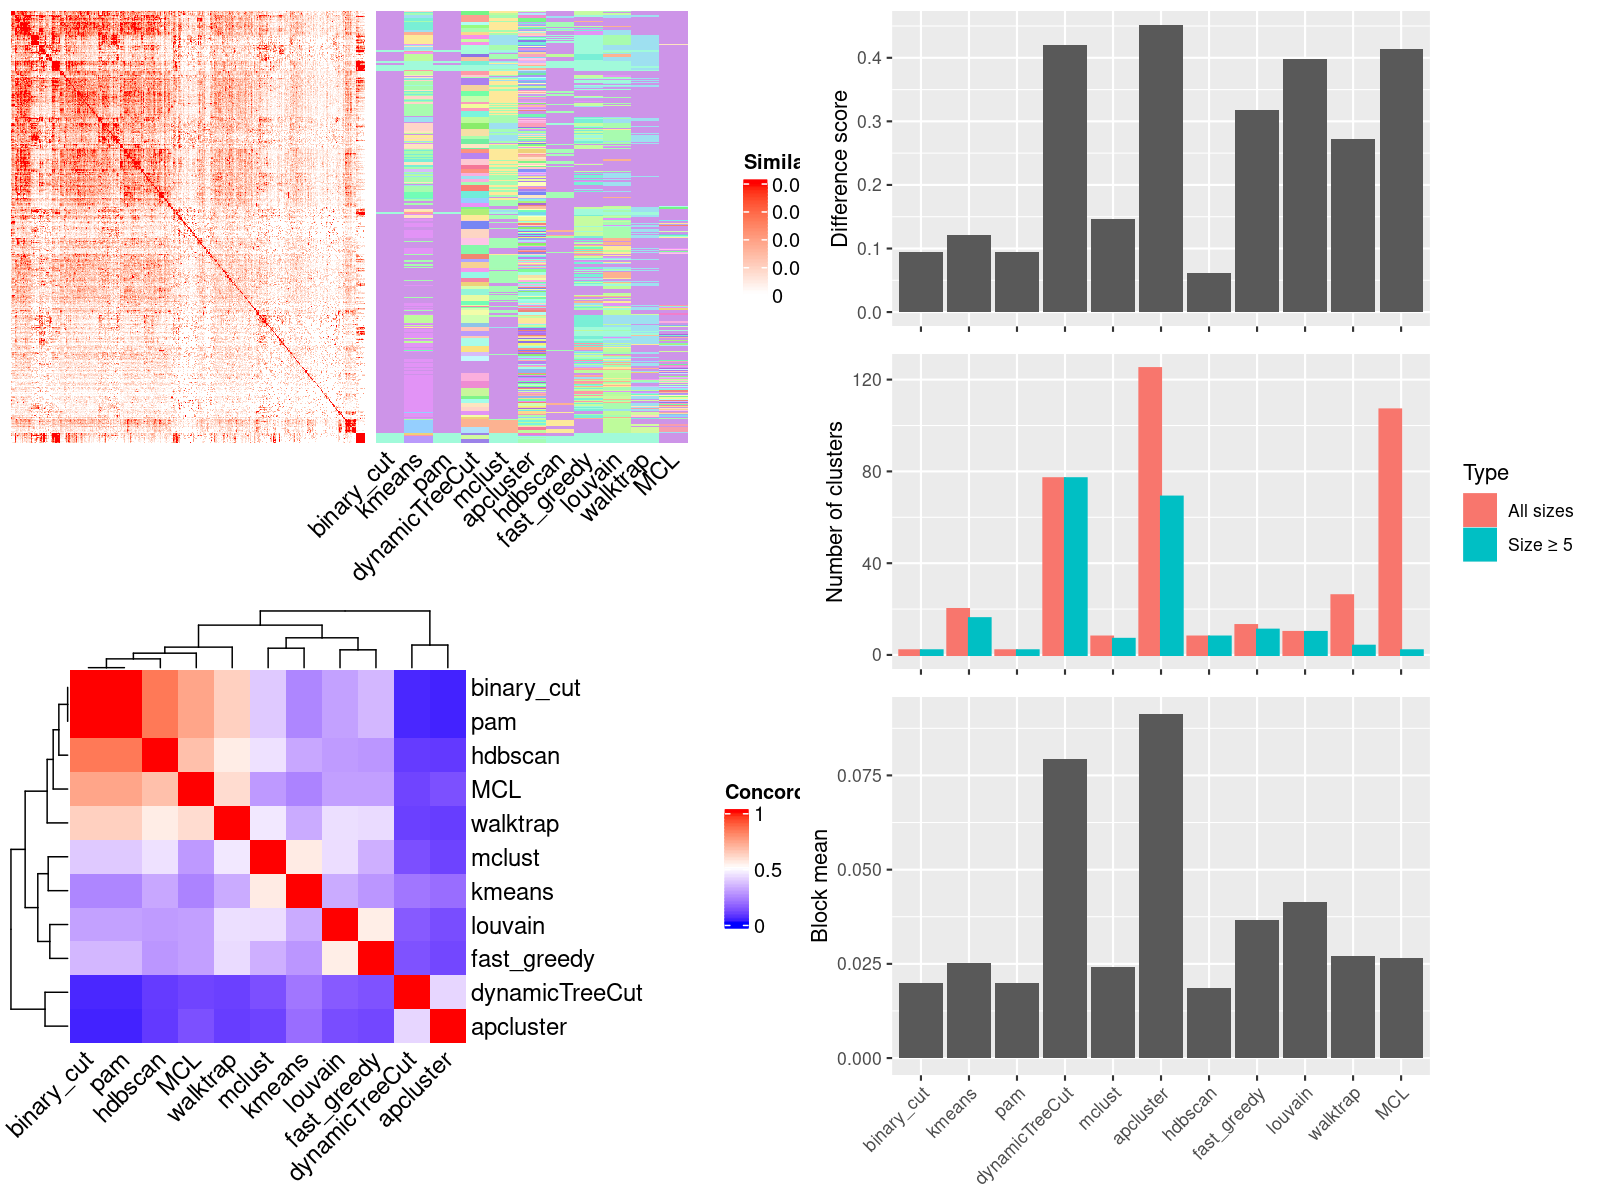 Simila
0.0
0.0
0.0
0.0
0
binary_cut
kmeans
pam
dynamicTreeCut
mclust
apcluster
hdbscan
fast_greedy
louvain
walktrap
MCL
binary_cut
pam
hdbscan
MCL
walktrap
mclust
kmeans
louvain
fast_greedy
dynamicTreeCut
apcluster
binary_cut
pam
hdbscan
MCL
walktrap
mclust
kmeans
louvain
fast_greedy
dynamicTreeCut
apcluster
Concord
1
0.5
0
Difference score
0.4
0.3
0.2
0.1
0.0
Number of clusters
120
80
40
0
Type
All sizes
Size ≥ 5
Block mean
0.075
0.050
0.025
0.000
binary_cut
kmeans
pam
dynamicTreeCut
mclust
apcluster
hdbscan
fast_greedy
louvain
walktrap
MCL